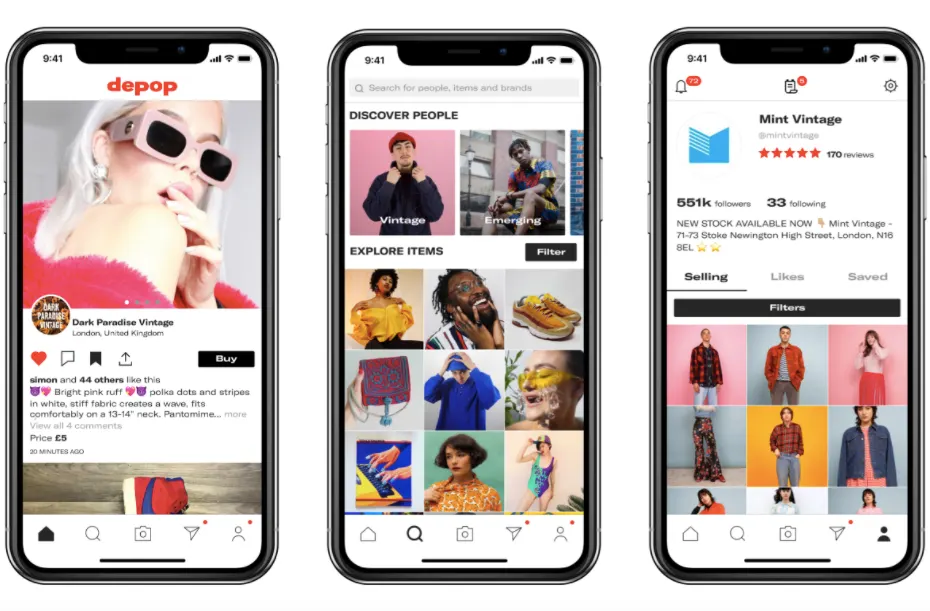 9:41
depop
DARK
PARADISE
VINTAGE
Dark Paradise Vintage
London, United Kingdom
Buy
simon and 44 others like this
😈💖 Bright pink ruff 💖😈 polka dots and stripes
in white, stiff fabric creates a wave, fits
comfortably on a 13-14" neck. Pantomime... more
View all 4 comments
Price £5
20 MINUTES AGO
9:41
Search for people, items and brands
DISCOVER PEOPLE
Vintage
Emerging
EXPLORE ITEMS
Filter
9:41
72
5
Mint Vintage
@mintvintage
170 reviews
551k followers
33 following
NEW STOCK AVAILABLE NOW 👇 Mint Vintage -
71-73 Stoke Newington High Street, London, N16
8EL ⭐⭐
Selling
Likes
Saved
Filters